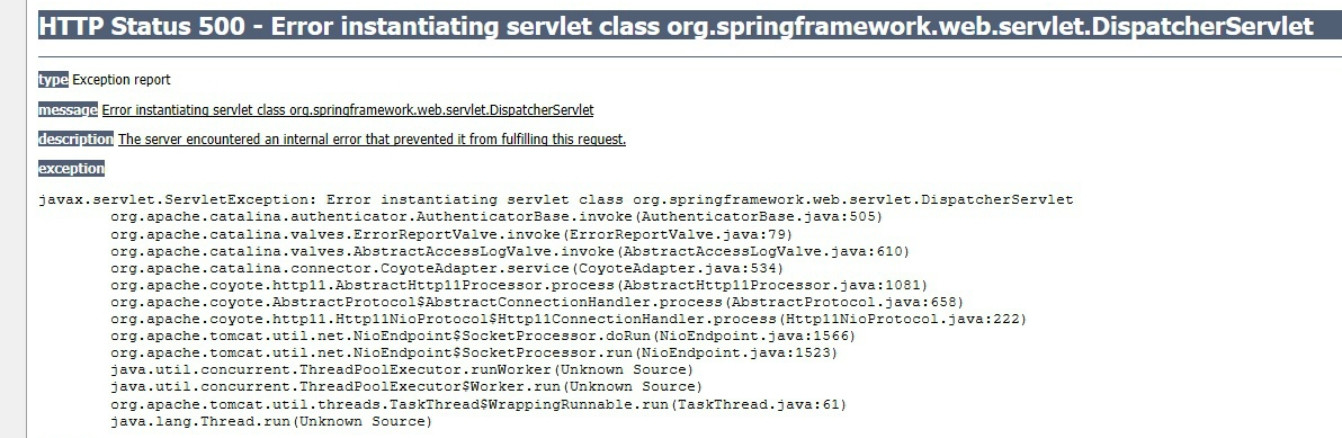 HTTP Status 500 - Error instantiating servlet class org.springframework.web.servlet.DispatcherServlet
type Exception report
message Error instantiating servlet class org.springframework.web.servlet.DispatcherServlet
description The server encountered an internal error that prevented it from fulfilling this request.
exception
javax.servlet.ServletException: Error instantiating servlet class org.springframework.web.servlet.DispatcherServlet
org.apache.catalina.authenticator.AuthenticatorBase.invoke(AuthenticatorBase.java:505)
org.apache.catalina.valves.ErrorReportValve.invoke(ErrorReportValve.java:79)
org.apache.catalina.valves.AbstractAccessLogValve.invoke(AbstractAccessLogValve.java:610)
org.apache.catalina.connector.CoyoteAdapter.service(CoyoteAdapter.java:534)
org.apache.coyote.http11.AbstractHttp11Processor.process(AbstractHttp11Processor.java:1081)
org.apache.coyote.AbstractProtocol$AbstractConnectionHandler.process(AbstractProtocol.java:658)
org.apache.coyote.http11.Http11NioProtocol$Http11ConnectionHandler.process(Http11NioProtocol.java:222)
org.apache.tomcat.util.net.NioEndpoint$SocketProcessor.doRun(NioEndpoint.java:1566)
org.apache.tomcat.util.net.NioEndpoint$SocketProcessor.run(NioEndpoint.java:1523)
java.util.concurrent.ThreadPoolExecutor.runWorker(Unknown Source)
java.util.concurrent.ThreadPoolExecutor$Worker.run(Unknown Source)
org.apache.tomcat.util.threads.TaskThread$WrappingRunnable.run(TaskThread.java:61)
java.lang.Thread.run(Unknown Source)